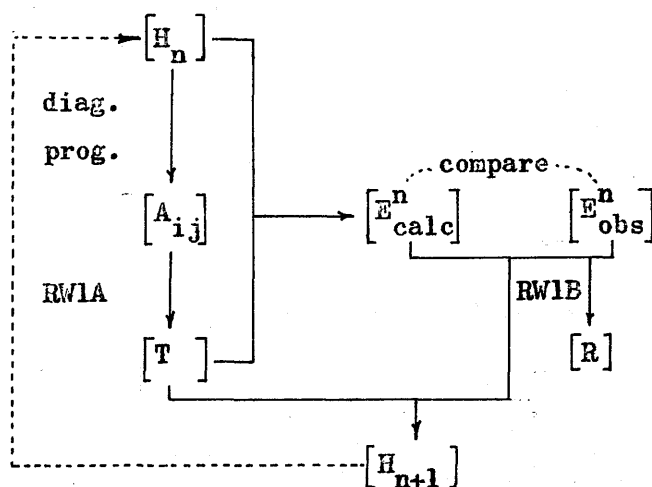 [H_n]
diag.
prog.
compare
[A_ij] [E^n_calc] [E^n_obs]
RW1A RW1B
[T ] [R]
[H_n+1]